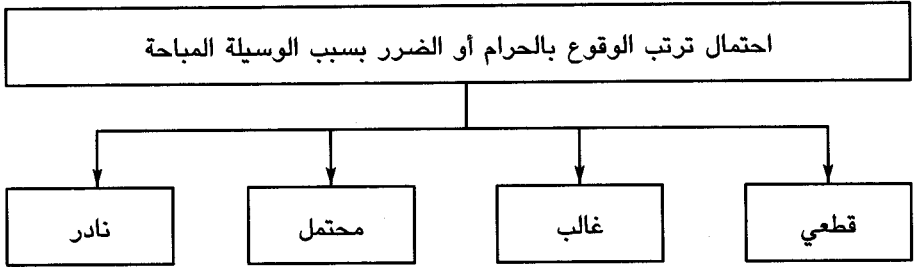 احتمال ترتب الوقوع بالحرام أو الضرر بسبب الوسيلة المباحة
قطعي
غالب
محتمل
نادر